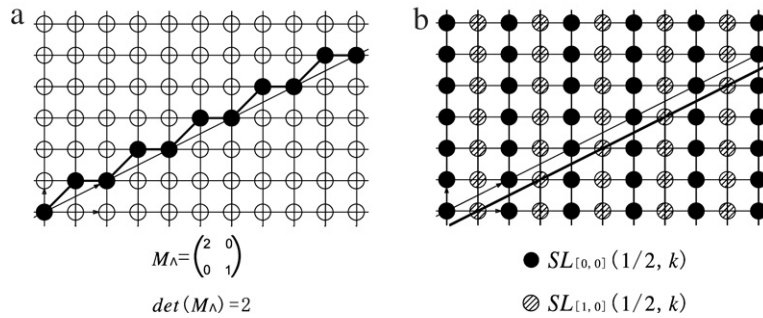 a
b
M∧=(2 0
0 1)
det(M∧)=2
SL[0,0](1/2, k)
SL[1,0](1/2, k)